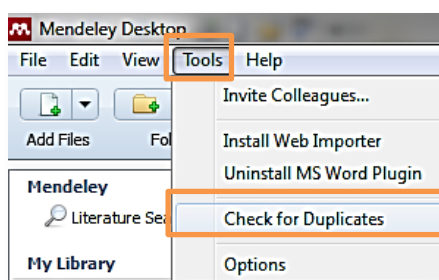 Mendeley Desktop
File Edit View Tools Help
Invite Colleagues...
Add Files Fol
Install Web Importer
Uninstall MS Word Plugin
Mendeley
Literature Sea
Check for Duplicates
My Library
Options